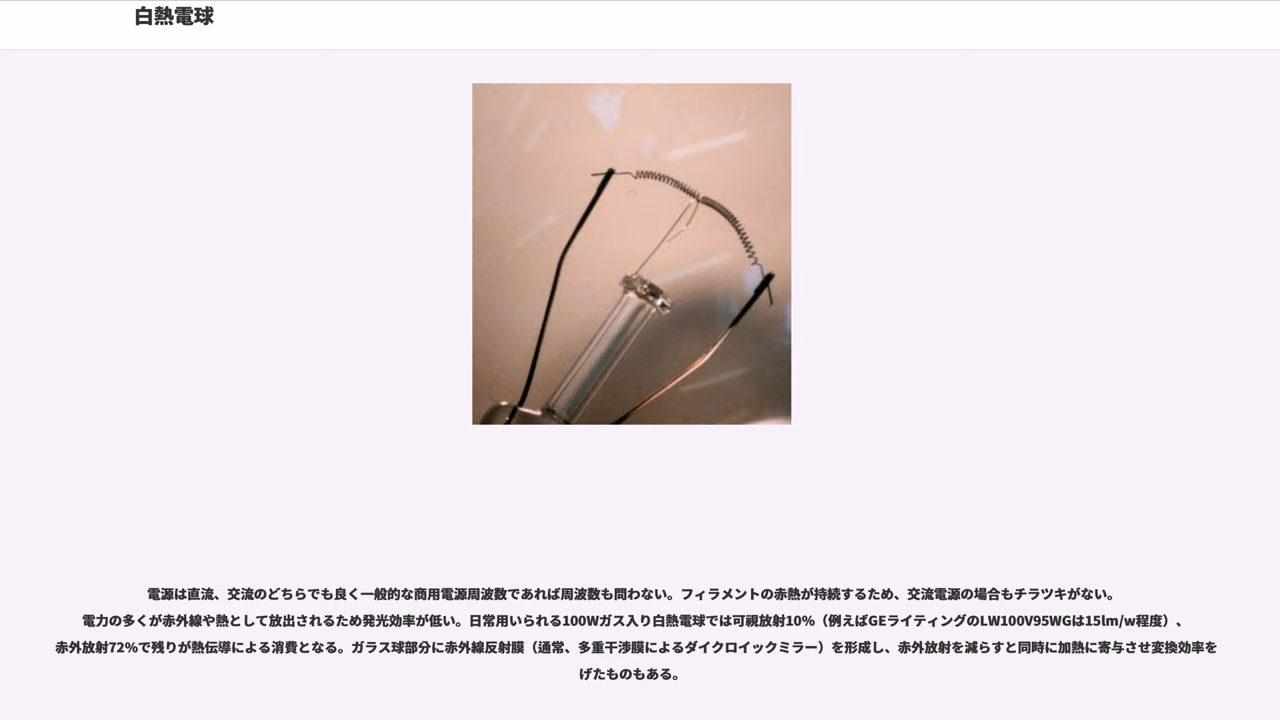 白熱電球
電源は直流、交流のどちらでも良く一般的な商用電源周波数であれば周波数も問わない。フィラメントの赤熱が持続するため、交流電源の場合もチラツキがない。
電力の多くが赤外線や熱として放出されるため発光効率が低い。日常用いられる100Wガス入り白熱電球では可視放射10%（例えばGEライティングのLW100V95WGは15lm/w程度）、
赤外放射72%で残りが熱伝導による消費となる。ガラス球部分に赤外線反射膜（通常、多重干渉膜によるダイクロイックミラー）を形成し、赤外放射を減らすと同時に加熱に寄与させ変換効率を
げたものもある。